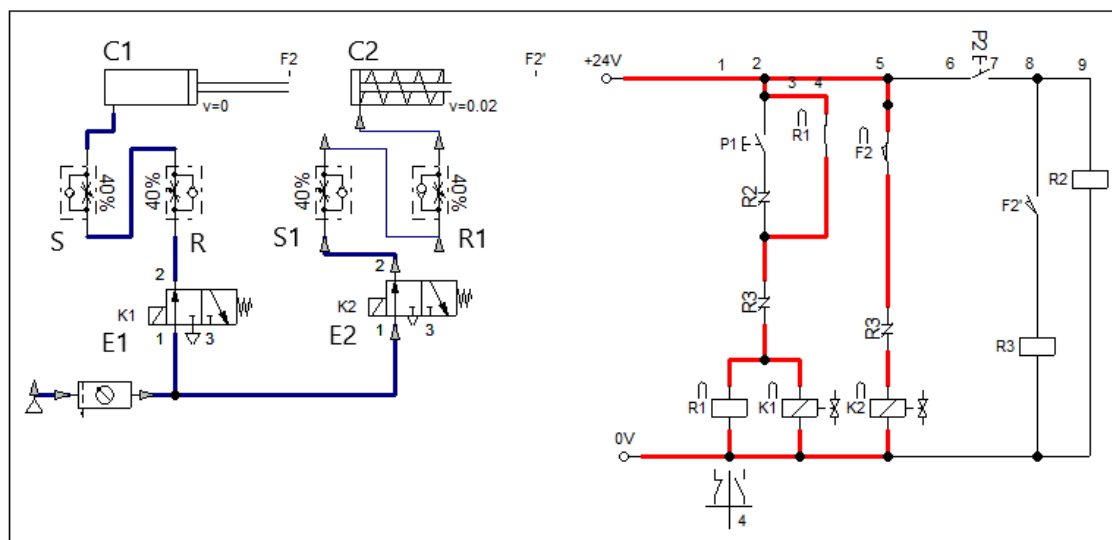 C1
F2
C2
F2'
v=0
v=0.02
40%
40%
40%
40%
S
R
S1
R1
2
K1
1
3
E1
2
K2
1
3
E2
+24V
1
2
3
4
5
6
P2
7
8
9
P1
R1
F2
R2
R2
F2'
R3
R3
R3
R1
K1
K2
0V
4